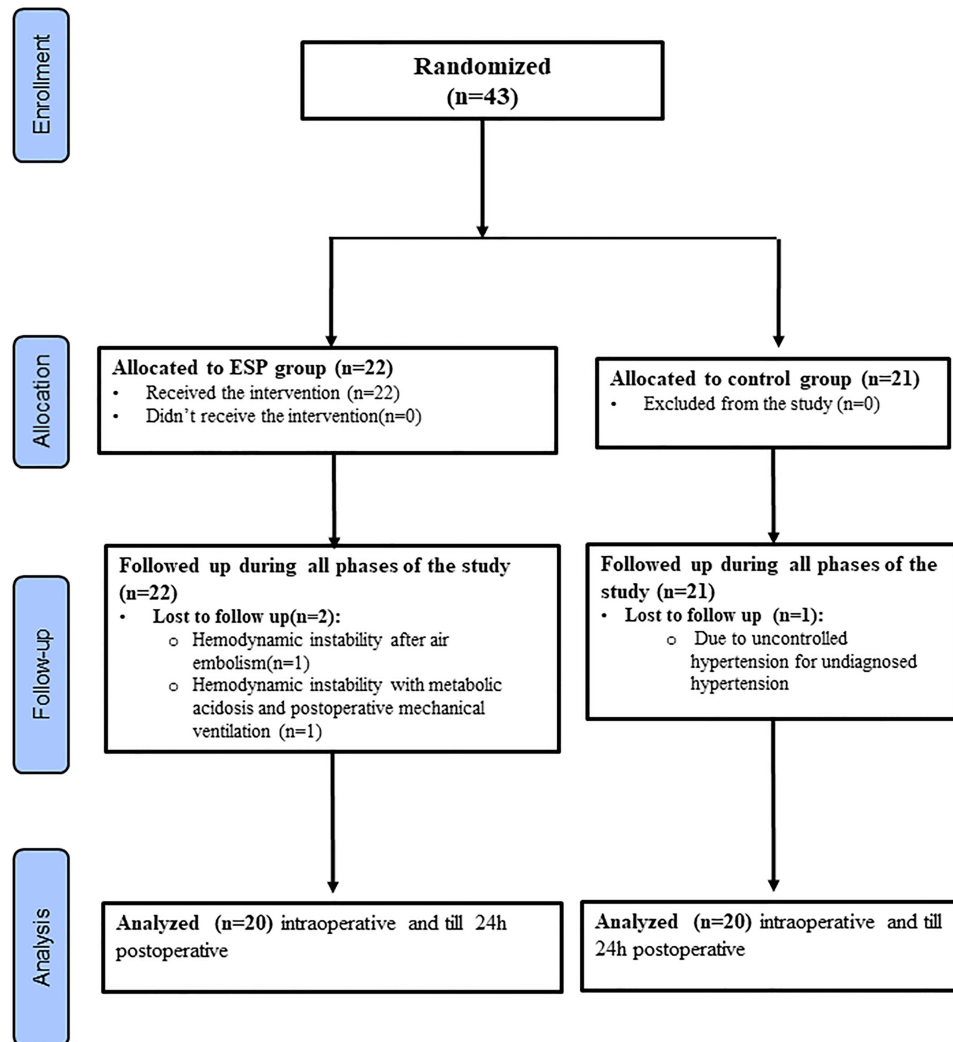 Enrollment
Randomized
(n=43)
Allocation
Allocated to ESP group (n=22)
• Received the intervention (n=22)
• Didn’t receive the intervention(n=0)
Allocated to control group (n=21)
• Excluded from the study (n=0)
Follow-up
Followed up during all phases of the study
(n=22)
• Lost to follow up(n=2):
o Hemodynamic instability after air
embolism(n=1)
o Hemodynamic instability with metabolic
acidosis and postoperative mechanical
ventilation (n=1)
Followed up during all phases of the
study (n=21)
• Lost to follow up (n=1):
o Due to uncontrolled
hypertension for undiagnosed
hypertension
Analysis
Analyzed (n=20) intraoperative and till 24h
postoperative
Analyzed (n=20) intraoperative and till
24h postoperative